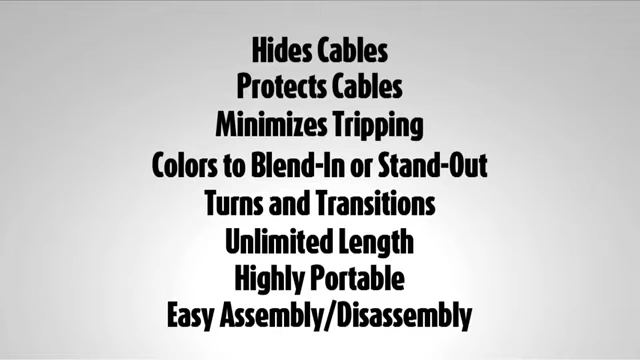 Hides Cables
Protects Cables
Minimizes Tripping
Colors to Blend-In or Stand-Out
Turns and Transitions
Unlimited Length
Highly Portable
Easy Assembly/Disassembly